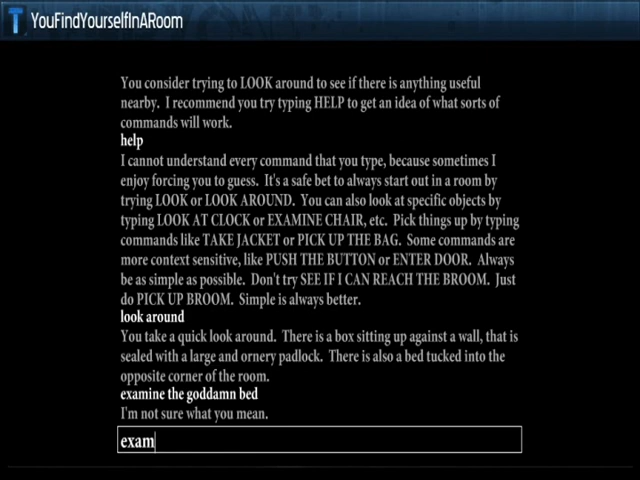 YouFindYourselfInARoom
You consider trying to LOOK around to see if there is anything useful
nearby. I recommend you try typing HELP to get an idea of what sorts of
commands will work.
help
I cannot understand every command that you type, because sometimes I
enjoy forcing you to guess. It's a safe bet to always start out in a room by
trying LOOK or LOOK AROUND. You can also look at specific objects by
typing LOOK AT CLOCK or EXAMINE CHAIR, etc. Pick things up by typing
commands like TAKE JACKET or PICK UP THE BAG. Some commands are
more context sensitive, like PUSH THE BUTTON or ENTER DOOR. Always
be as simple as possible. Don't try SEE IF I CAN REACH THE BROOM. Just
do PICK UP BROOM. Simple is always better.
look around
You take a quick look around. There is a box sitting up against a wall, that is
sealed with a large and ornery padlock. There is also a bed tucked into the
opposite corner of the room.
examine the goddamn bed
I'm not sure what you mean.
exam